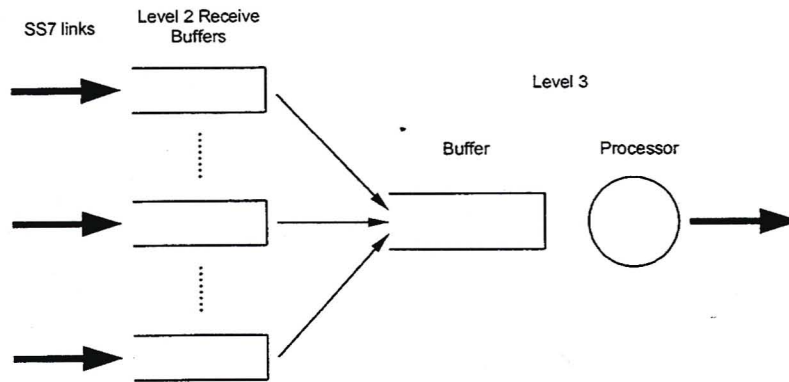 SS7 links
Level 2 Receive
Buffers
Level 3
Buffer
Processor